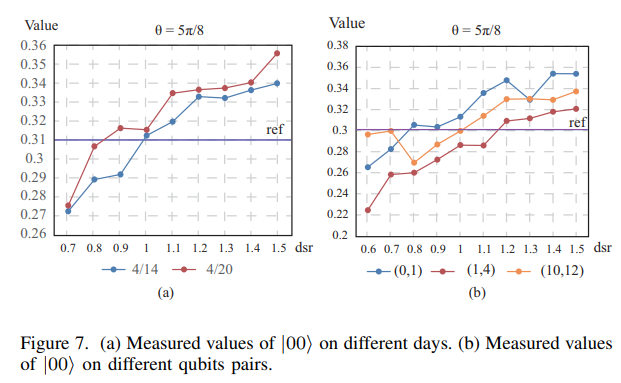 Value
θ = 5π/8
0.36
0.35
0.34
0.33
0.32
0.31
0.3
0.29
0.28
0.27
0.26
ref
0.7 0.8 0.9 1 1.1 1.2 1.3 1.4 1.5 dsr
4/14 4/20
(a)
Value
θ = 5π/8
0.38
0.36
0.34
0.32
0.3
0.28
0.26
0.24
0.22
0.2
ref
0.6 0.7 0.8 0.9 1 1.1 1.2 1.3 1.4 1.5 dsr
(0,1) (1,4) (10,12)
(b)
Figure 7. (a) Measured values of |00⟩ on different days. (b) Measured values
of |00⟩ on different qubits pairs.